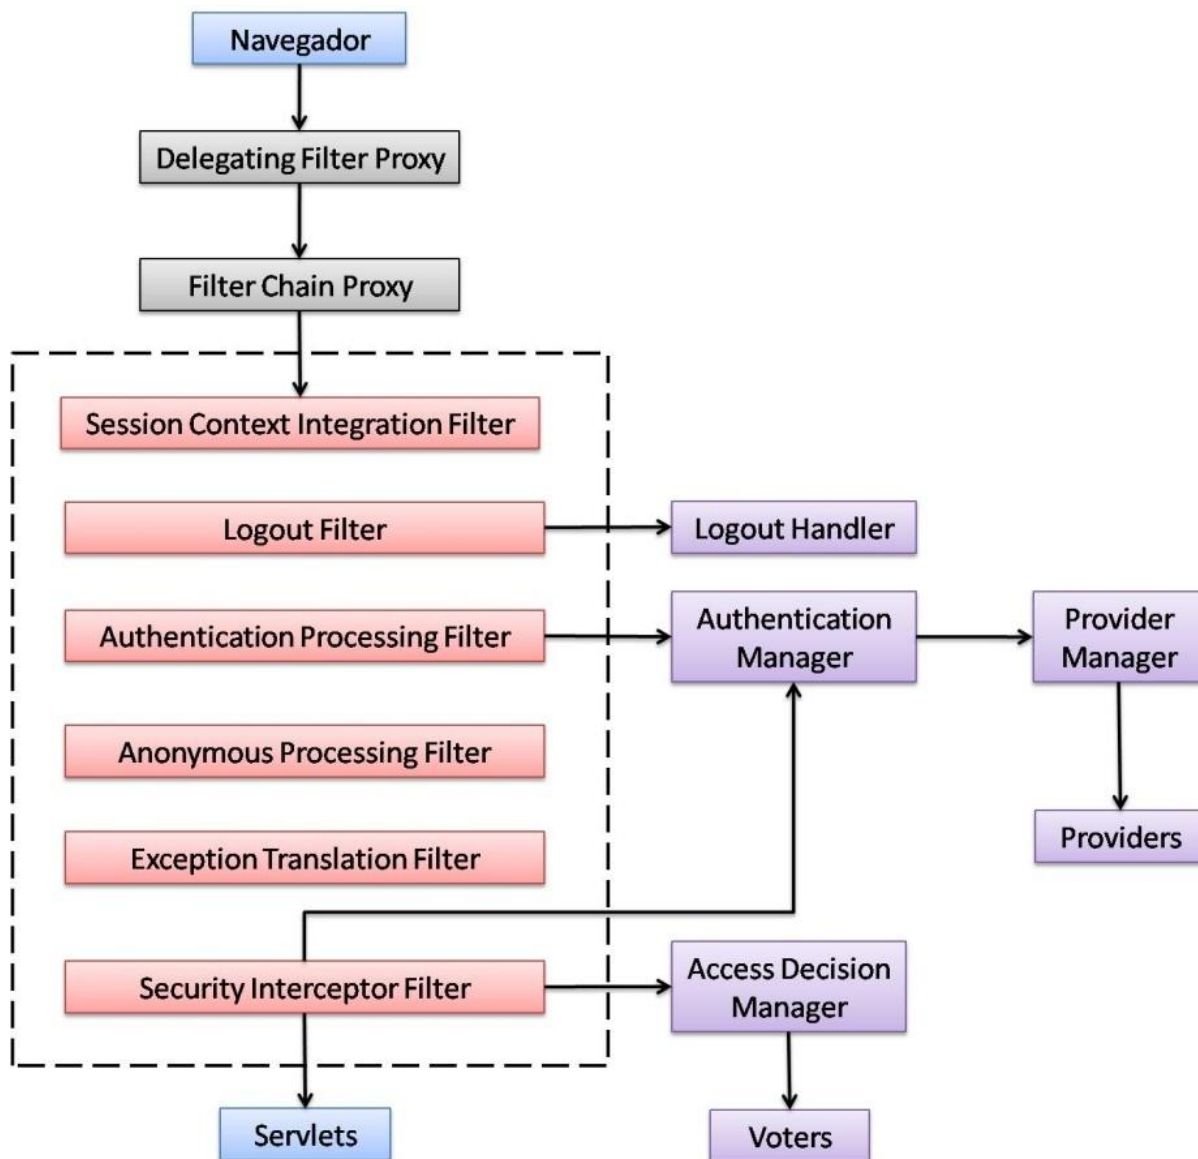 Navegador
Delegating Filter Proxy
Filter Chain Proxy
Session Context Integration Filter
Logout Filter
Logout Handler
Authentication Processing Filter
Authentication
Manager
Provider
Manager
Anonymous Processing Filter
Providers
Exception Translation Filter
Security Interceptor Filter
Access Decision
Manager
Servlets
Voters